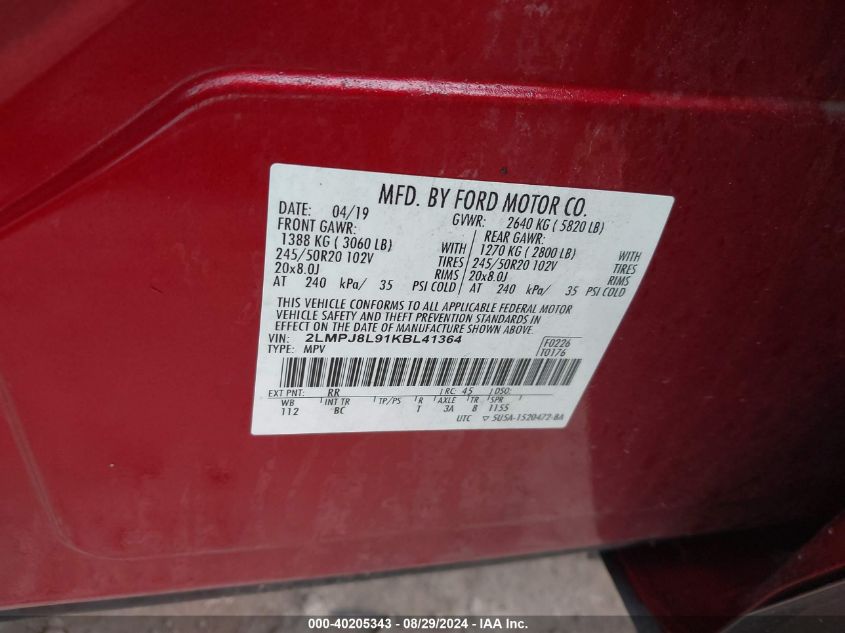 MFD. BY FORD MOTOR CO.
DATE: 04/19 GVWR: 2640 KG ( 5820 LB)
FRONT GAWR: REAR GAWR:
1388 KG ( 3060 LB) WITH 1270 KG ( 2800 LB) WITH
245/50R20 102V TIRES 245/50R20 102V TIRES
20x8.0J RIMS 20x8.0J RIMS
AT 240 kPa/ 35 PSI COLD AT 240 kPa/ 35 PSI COLD
THIS VEHICLE CONFORMS TO ALL APPLICABLE FEDERAL MOTOR
VEHICLE SAFETY AND THEFT PREVENTION STANDARDS IN
EFFECT ON THE DATE OF MANUFACTURE SHOWN ABOVE.
VIN: 2LMPJ8L91KBL41364 F0226
TYPE: MPV T0176
EXT PNT: RR RC: 45 DSO:
WB INT TR TP/PS R AXLE TR SPR
112 BC T 3A 8 1155
UTC 5U5A-1520472-BA
000-40205343 - 08/29/2024 - IAA Inc.